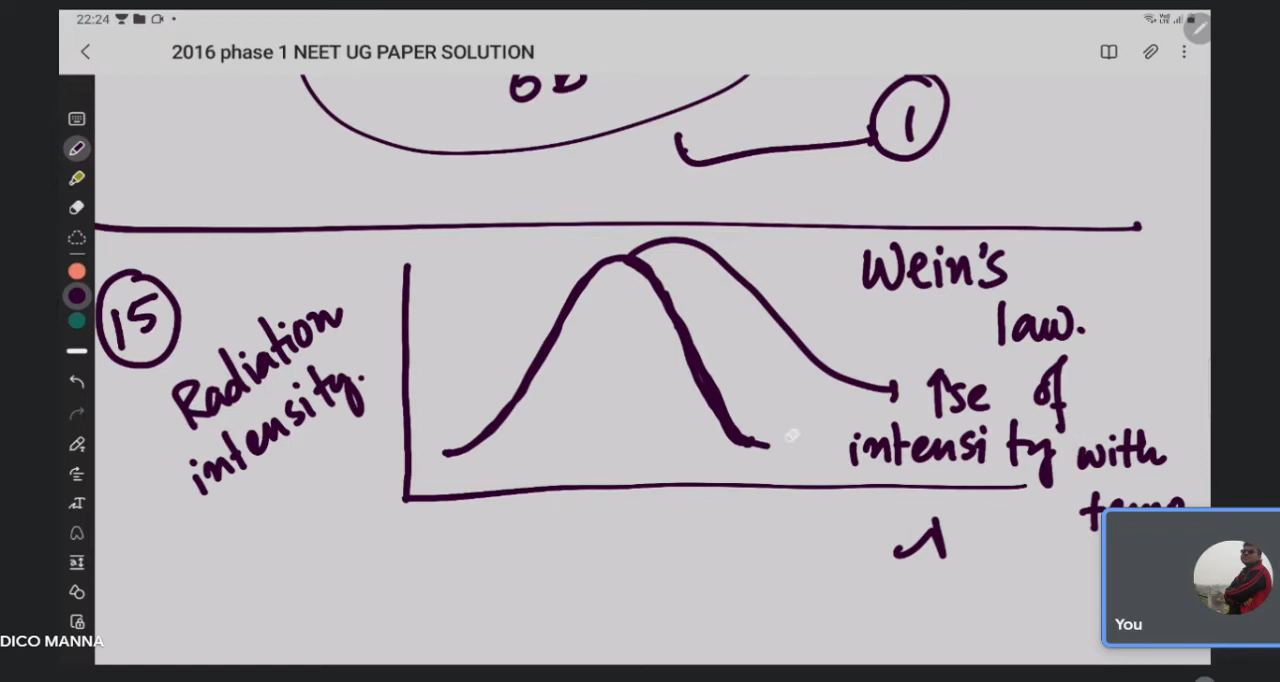 22:24
2016 phase 1 NEET UG PAPER SOLUTION
1
15
Radiation
intensity.
Wein's
law.
↑se of
intensity with
λ
You
DICO MANNA